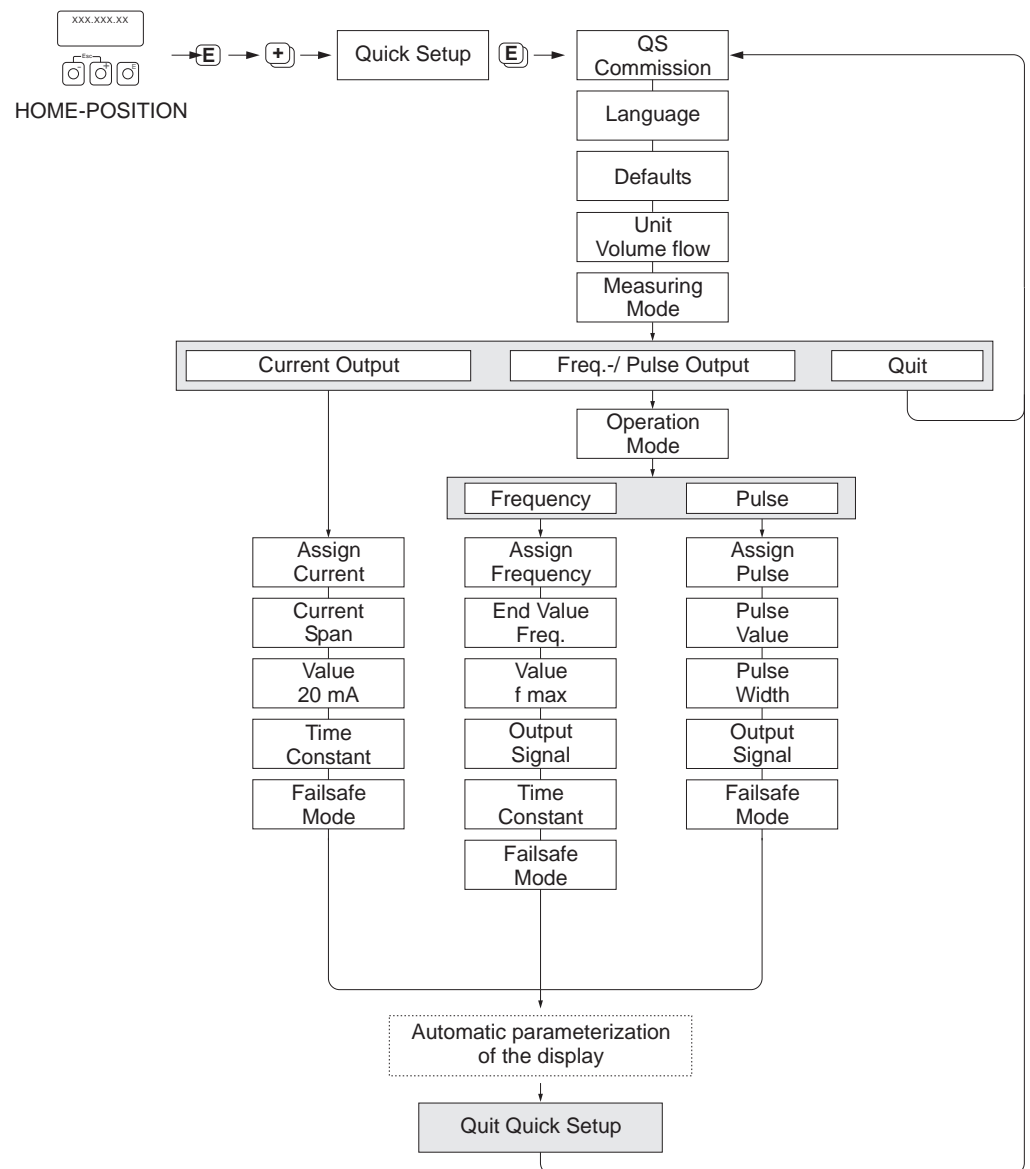 xxx.xxx.xx
Esc
- + E
HOME-POSITION
E
+
Quick Setup
E
QS
Commission
Language
Defaults
Unit
Volume flow
Measuring
Mode
Current Output
Freq.-/ Pulse Output
Quit
Operation
Mode
Frequency
Pulse
Assign
Current
Current
Span
Value
20 mA
Time
Constant
Failsafe
Mode
Assign
Frequency
End Value
Freq.
Value
f max
Output
Signal
Time
Constant
Failsafe
Mode
Assign
Pulse
Pulse
Value
Pulse
Width
Output
Signal
Failsafe
Mode
Automatic parameterization
of the display
Quit Quick Setup